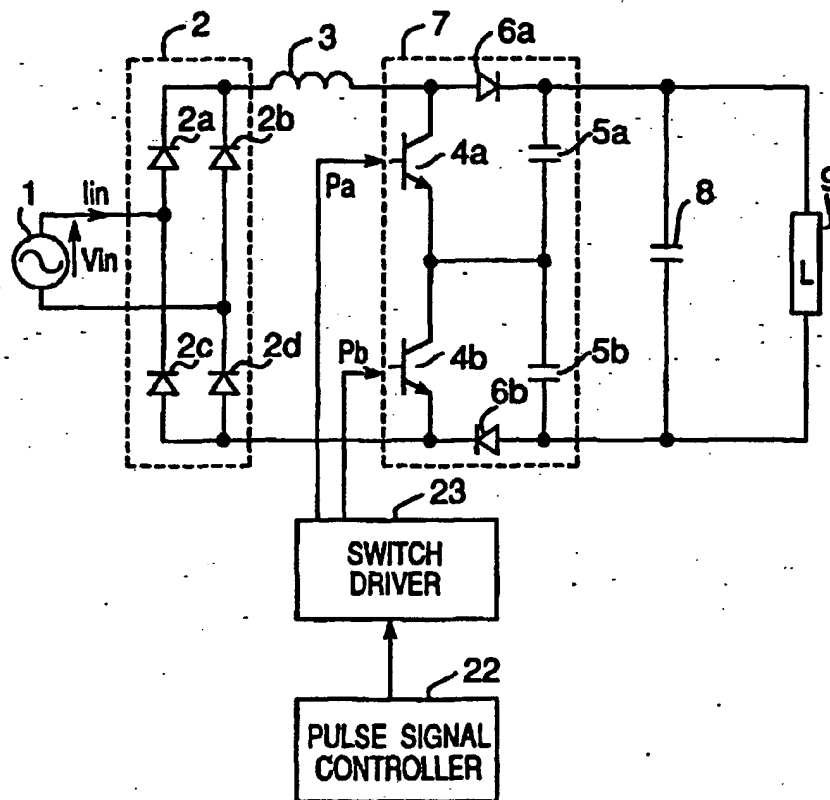 2
3
7
6a
2a
2b
4a
5a
8
9
1
Iin
Vin
Pa
L
2c
2d
Pb
4b
5b
6b
23
SWITCH
DRIVER
22
PULSE SIGNAL
CONTROLLER